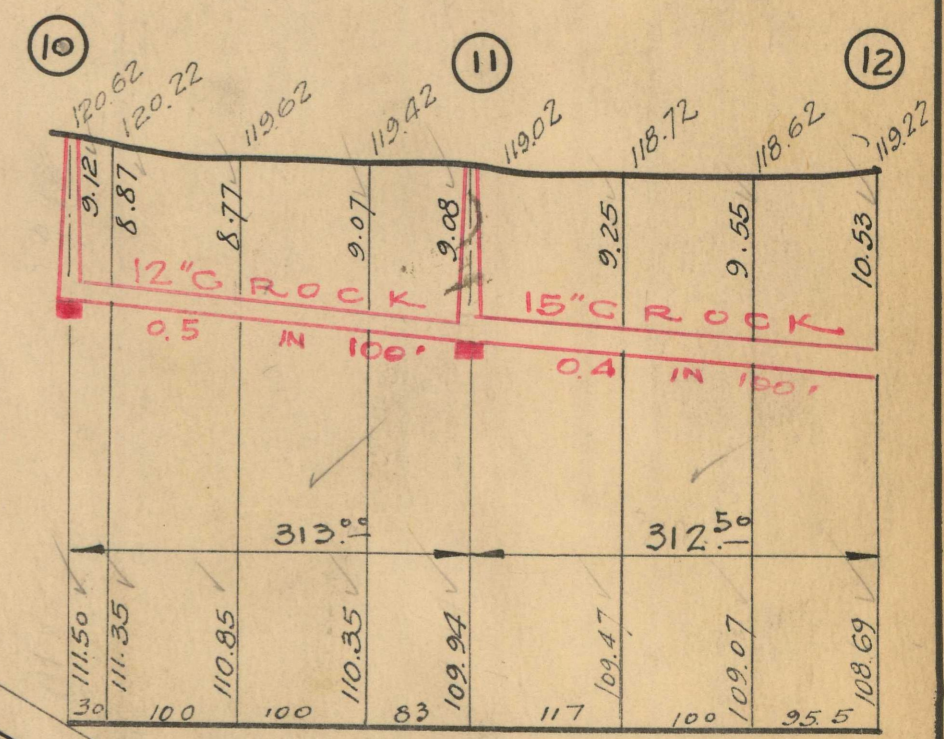 10 11 12
120.62 120.22 119.62 119.42 119.02 118.72 118.62 119.22
9.12 8.87 8.77 9.07 9.08 9.25 9.55 10.53
12" G ROCK 15" G ROCK
0.5 IN 100' 0.4 IN 100'
313.00 312.50
111.50 111.35 110.85 110.35 109.94 109.47 109.07 108.69
30 100 100 83 117 100 95.5